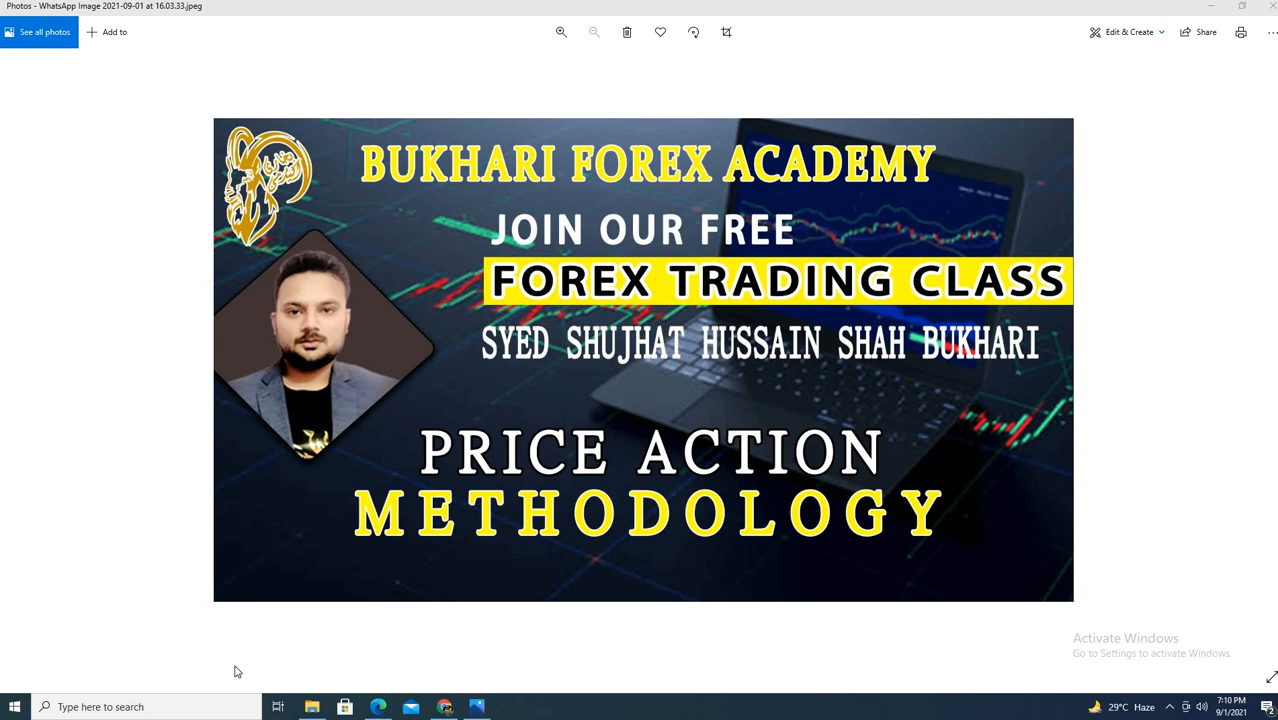 Photos - WhatsApp Image 2021-09-01 at 16.03.33.jpeg
See all photos
Add to
Edit & Create
Share
BUKHARI FOREX ACADEMY
JOIN OUR FREE
FOREX TRADING CLASS
SYED SHUJHAT HUSSAIN SHAH BUKHARI
PRICE ACTION
METHODOLOGY
Activate Windows
Go to Settings to activate Windows.
Type here to search
29°C Haze
7:10 PM
9/1/2021
2